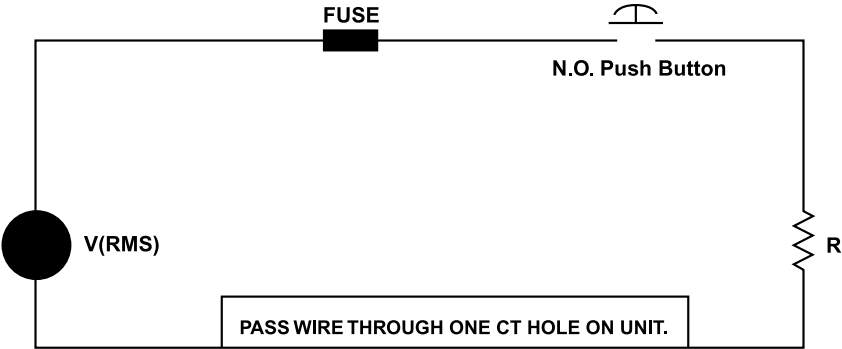 FUSE
N.O. Push Button
V(RMS)
R
PASS WIRE THROUGH ONE CT HOLE ON UNIT.